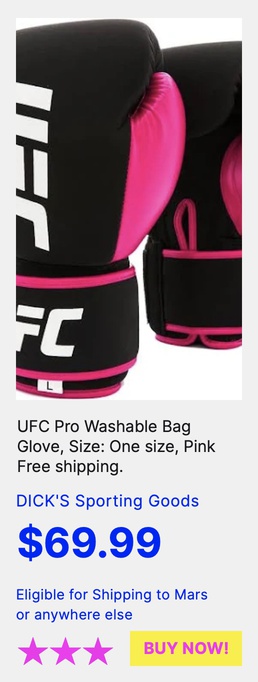 UFC
UFC
L
UFC Pro Washable Bag
Glove, Size: One size, Pink
Free shipping.
DICK'S Sporting Goods
$69.99
Eligible for Shipping to Mars
or anywhere else
BUY NOW!